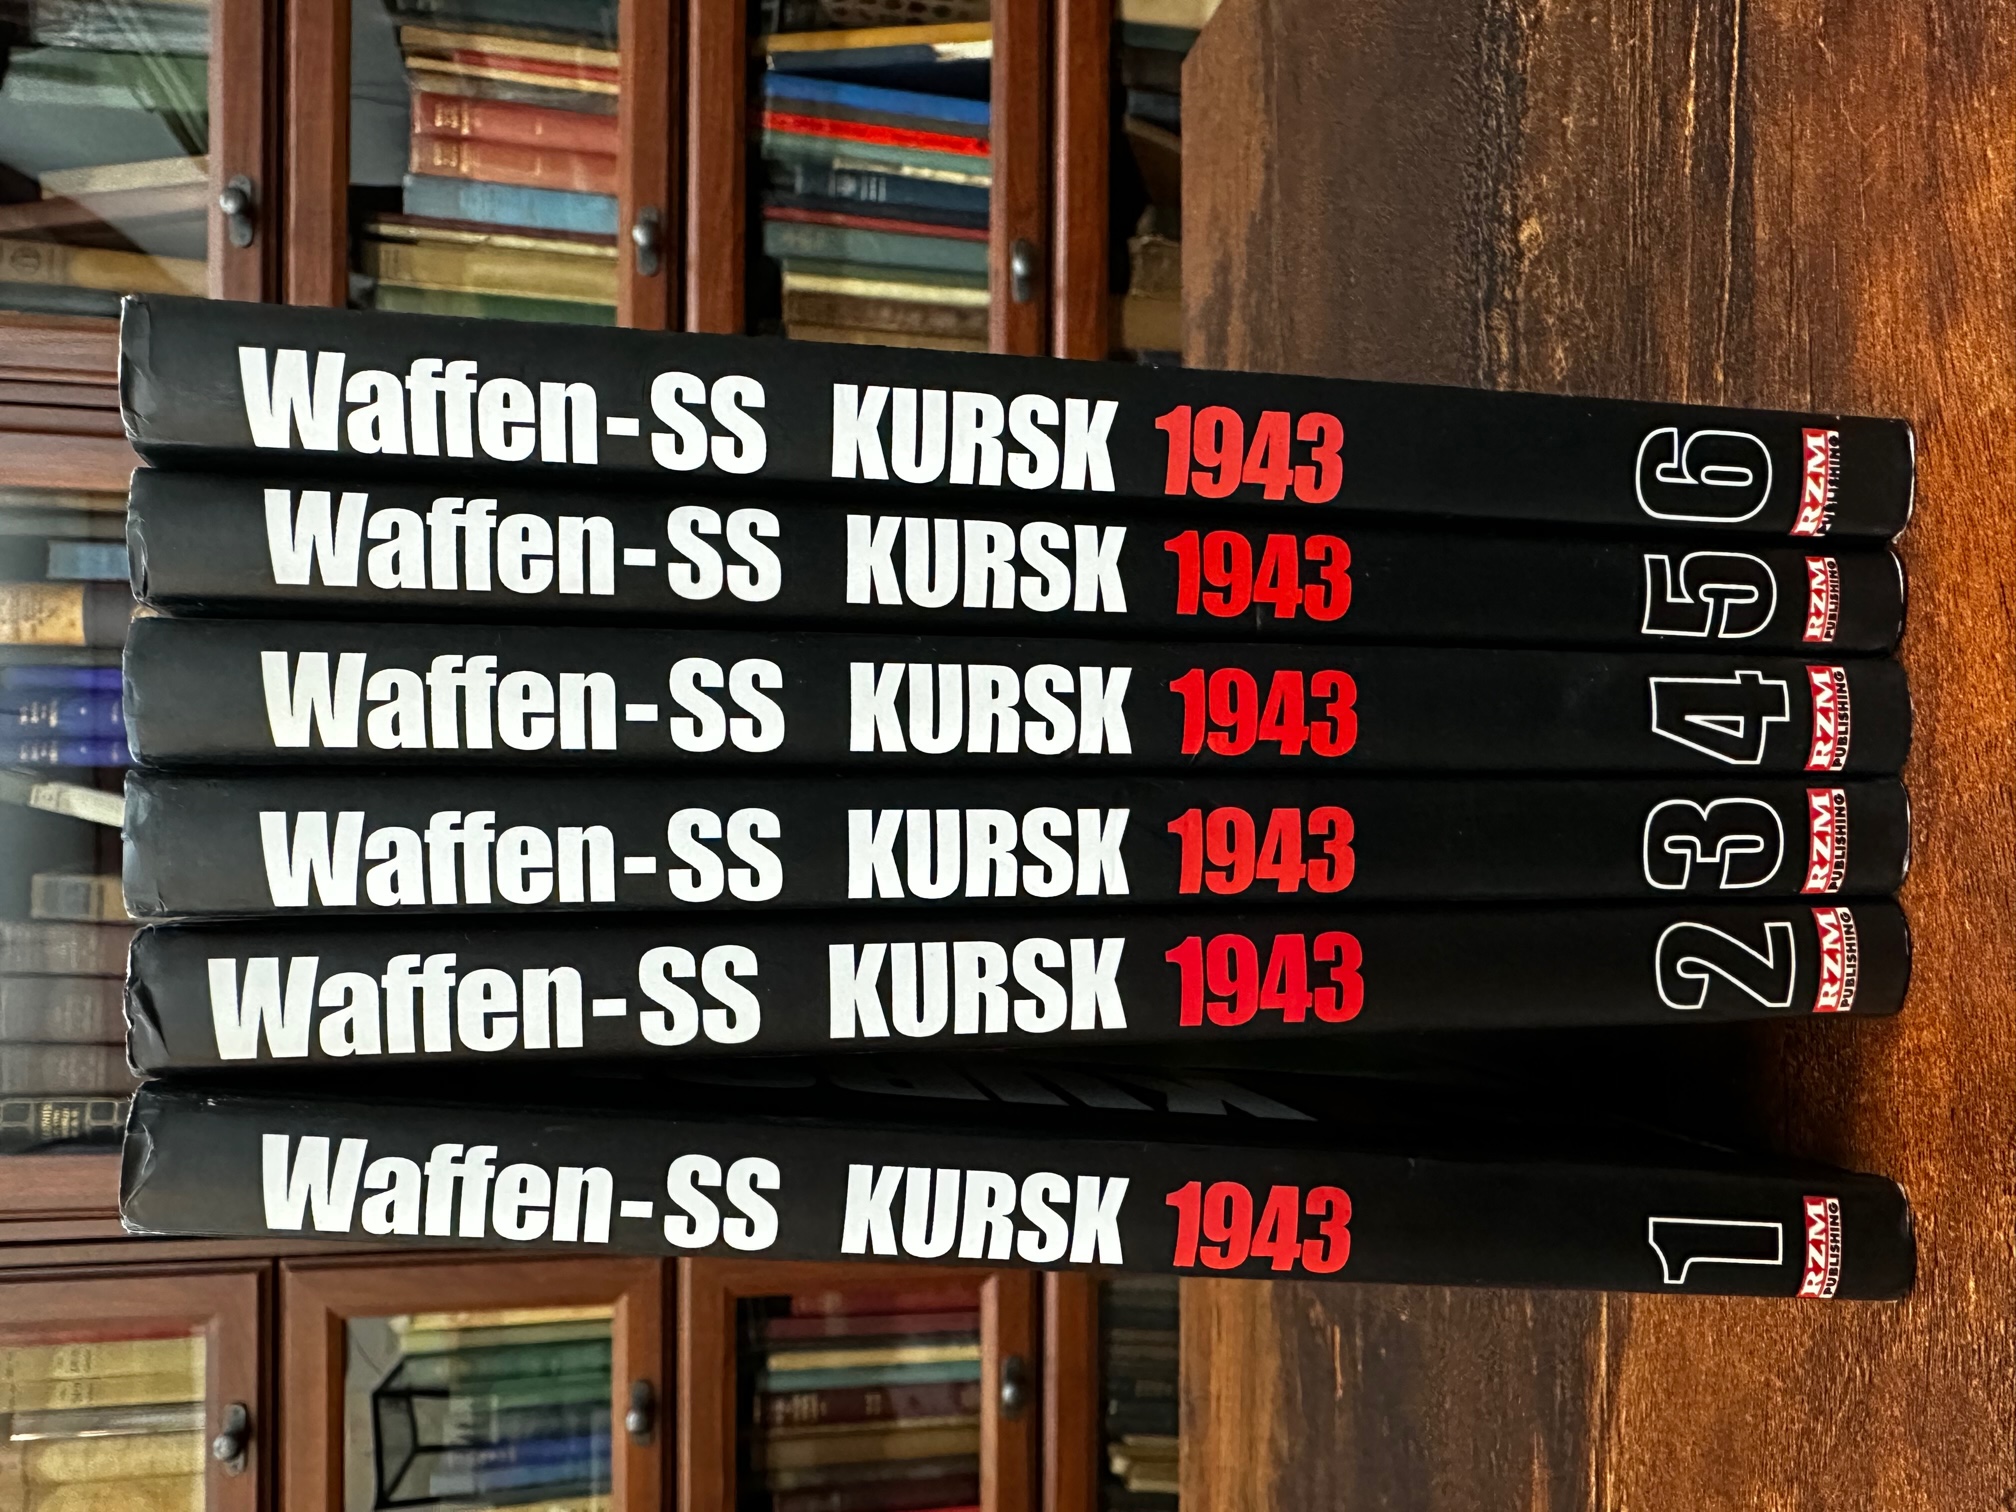 Waffen-SS KURSK 1943 6 RZM
Waffen-SS KURSK 1943 5 RZM PUBLISHING
Waffen-SS KURSK 1943 4 RZM PUBLISHING
Waffen-SS KURSK 1943 3 RZM PUBLISHING
Waffen-SS KURSK 1943 2 RZM PUBLISHING
Waffen-SS KURSK 1943 1 RZM PUBLISHING